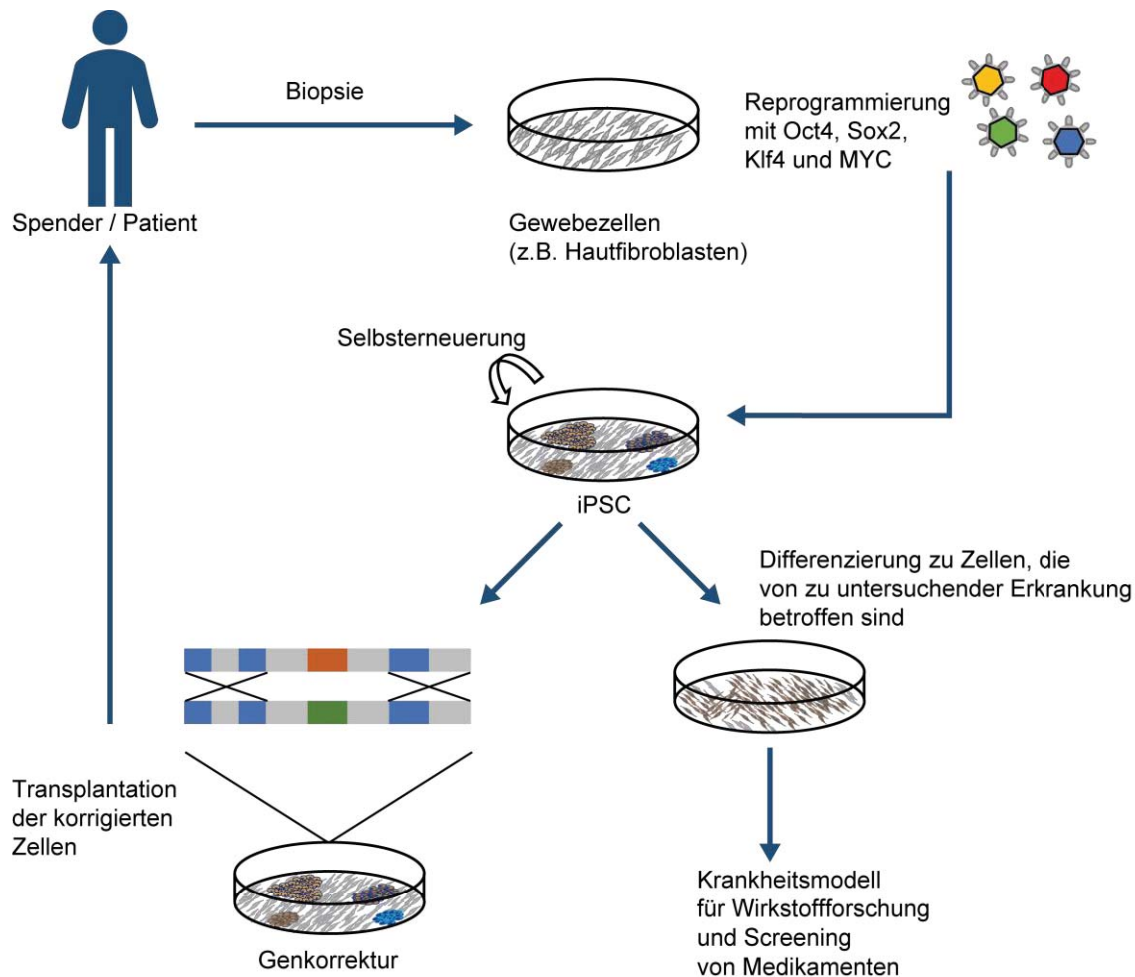 Biopsie
Reprogrammierung
mit Oct4, Sox2,
Klf4 und MYC
Spender / Patient
Gewebezellen
(z.B. Hautfibroblasten)
Selbsterneuerung
iPSC
Differenzierung zu Zellen, die
von zu untersuchender Erkrankung
betroffen sind
Transplantation
der korrigierten
Zellen
Genkorrektur
Krankheitsmodell
für Wirkstoffforschung
und Screening
von Medikamenten